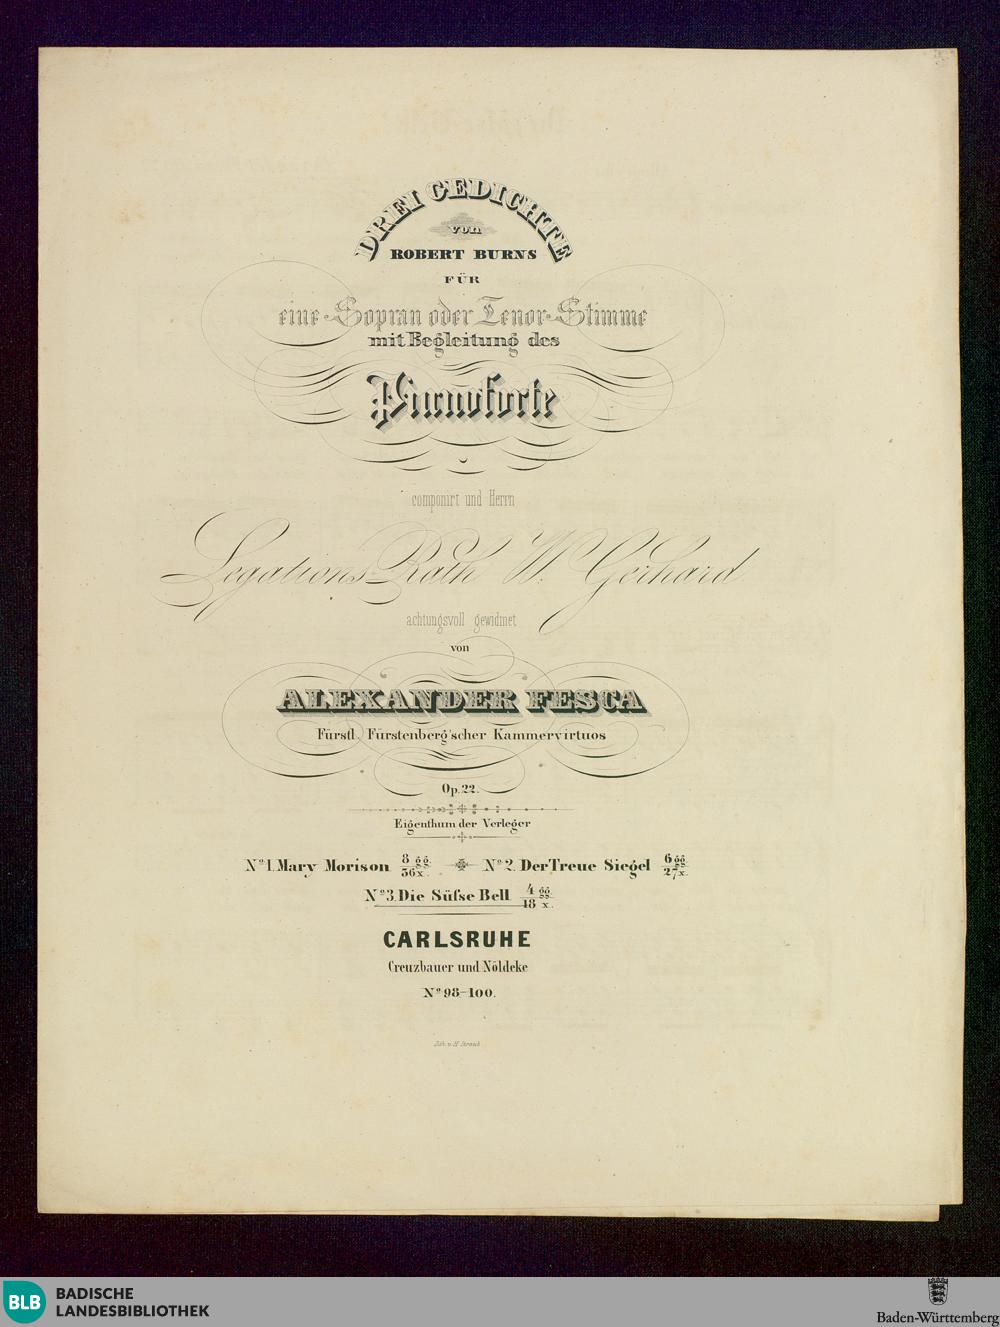 DREI GEDICHTE
von
ROBERT BURNS
FÜR
eine Sopran oder Tenor-Stimme
mit Begleitung des
Pianoforte
componirt und Herrn
Legations-Rath W. Gerhard
achtungsvoll gewidmet
von
ALEXANDER FESCA
Fürstl. Fürstenberg'scher Kammervirtuos
Op. 22.
Eigenthum der Verleger
No 1. Mary Morison 8 gg. 36 x. No 2. Der Treue Siegel 6 gg. 27 x.
No 3. Die Süſse Bell 4 gg. 18 x.
CARLSRUHE
Creuzbauer und Nöldeke
No 98-100.
Lith. v. H. Straub
BLB BADISCHE
LANDESBIBLIOTHEK
Baden-Württemberg